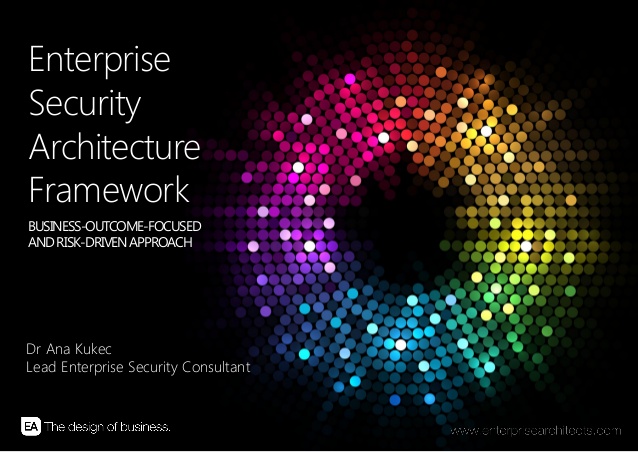 Enterprise
Security
Architecture
Framework
BUSINESS-OUTCOME-FOCUSED
AND RISK-DRIVEN APPROACH
Dr Ana Kukec
Lead Enterprise Security Consultant
EA The design of business.
www.enterprisearchitects.com